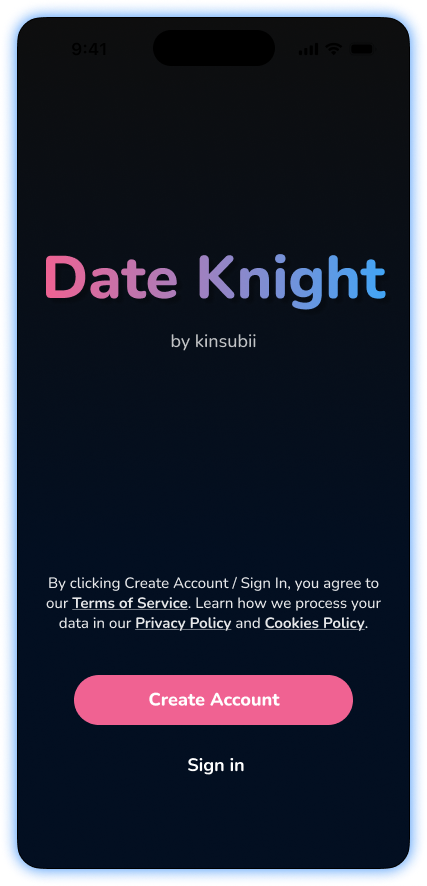 9:41
Date Knight
by kinsubii
By clicking Create Account / Sign In, you agree to
our Terms of Service. Learn how we process your
data in our Privacy Policy and Cookies Policy.
Create Account
Sign in